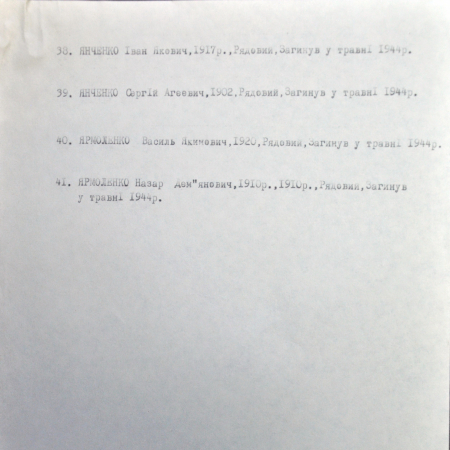 38. ЯНЧЕНКО Іван Якович,1917р.,Рядовий,Загинув у травні 1944р.
39. ЯНЧЕНКО Сергій Агеевич,1902,Рядовий,Загинув у травні 1944р.
40. ЯРМОЛЕНКО Василь Якимович,1920,Рядовий,Загинув у травні 1944р.
41. ЯРМОЛЕНКО Назар Дем"янович,1910р.,1910р.,Рядовий,Загинув
у травні 1944р.